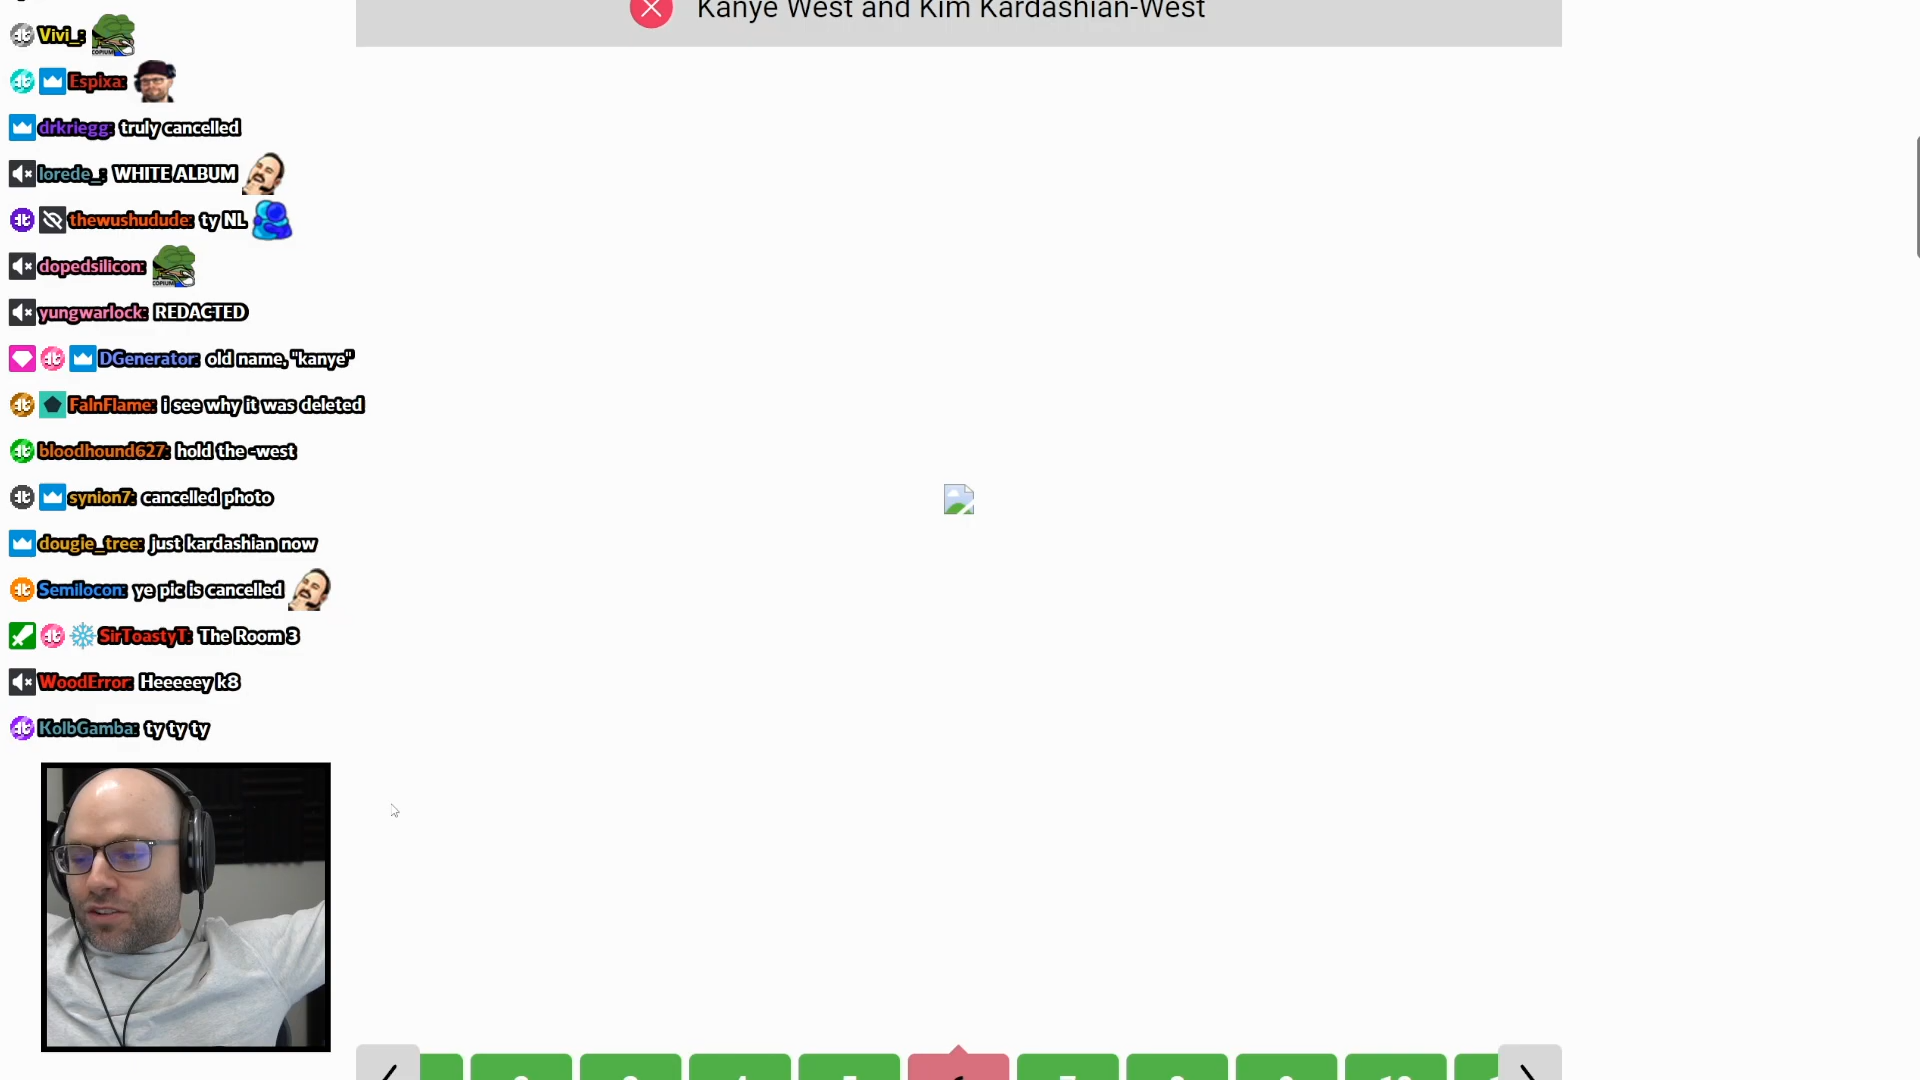 Kanye West and Kim Kardashian-West
Vivi_:
COPIUM
Espixa:
drkriegg: truly cancelled
lorede_: WHITE ALBUM
thewushudude: ty NL
dopedsilicon:
COPIUM
yungwarlock: REDACTED
DGenerator: old name, "kanye"
FalnFlame: i see why it was deleted
bloodhound627: hold the -west
synion7: cancelled photo
dougie_tree: just kardashian now
Semilocon: ye pic is cancelled
SirToastyT: The Room 3
WoodError: Heeeeey k8
KolbGamba: ty ty ty